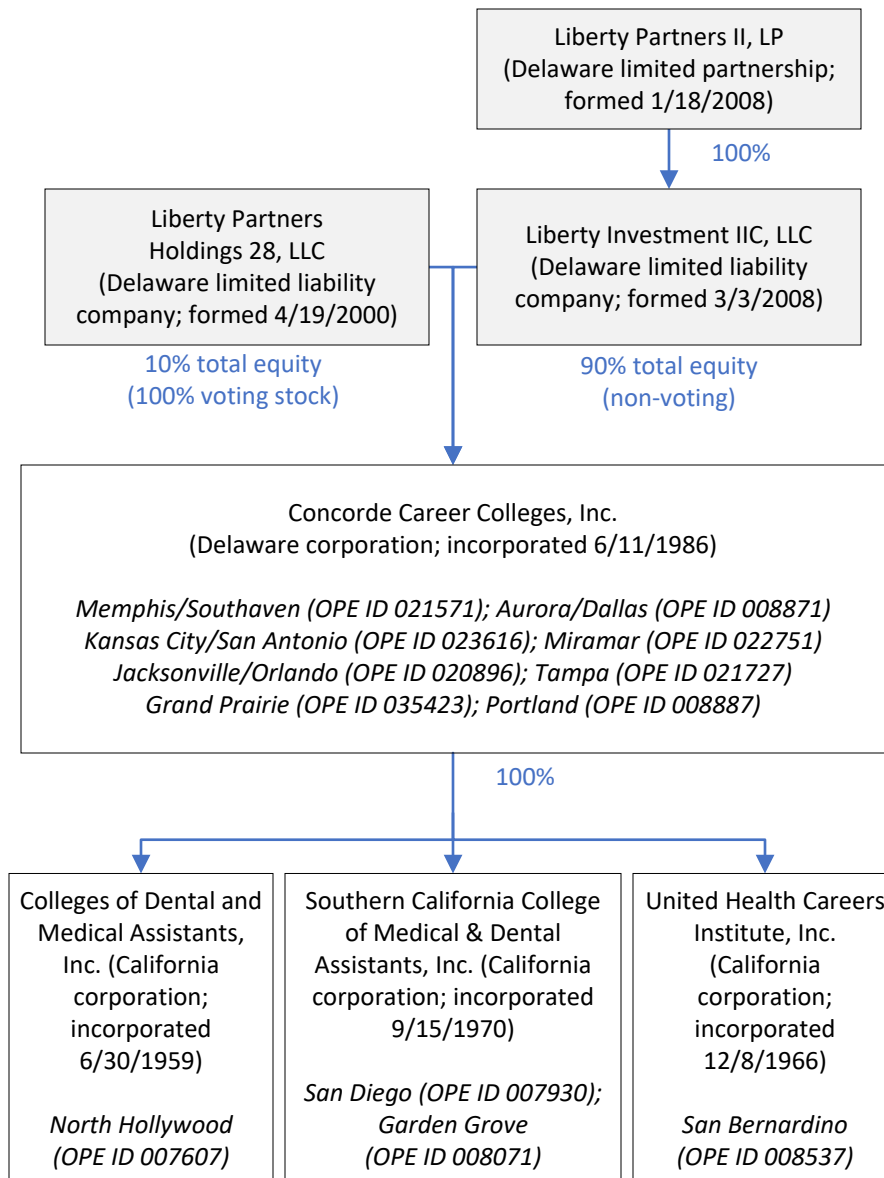 Liberty Partners II, LP
(Delaware limited partnership;
formed 1/18/2008)
100%
Liberty Partners
Holdings 28, LLC
(Delaware limited liability
company; formed 4/19/2000)
Liberty Investment IIC, LLC
(Delaware limited liability
company; formed 3/3/2008)
10% total equity
(100% voting stock)
90% total equity
(non-voting)
Concorde Career Colleges, Inc.
(Delaware corporation; incorporated 6/11/1986)
Memphis/Southaven (OPE ID 021571); Aurora/Dallas (OPE ID 008871)
Kansas City/San Antonio (OPE ID 023616); Miramar (OPE ID 022751)
Jacksonville/Orlando (OPE ID 020896); Tampa (OPE ID 021727)
Grand Prairie (OPE ID 035423); Portland (OPE ID 008887)
100%
Colleges of Dental and
Medical Assistants,
Inc. (California
corporation;
incorporated
6/30/1959)
North Hollywood
(OPE ID 007607)
Southern California College
of Medical & Dental
Assistants, Inc. (California
corporation; incorporated
9/15/1970)
San Diego (OPE ID 007930);
Garden Grove
(OPE ID 008071)
United Health Careers
Institute, Inc.
(California
corporation;
incorporated
12/8/1966)
San Bernardino
(OPE ID 008537)